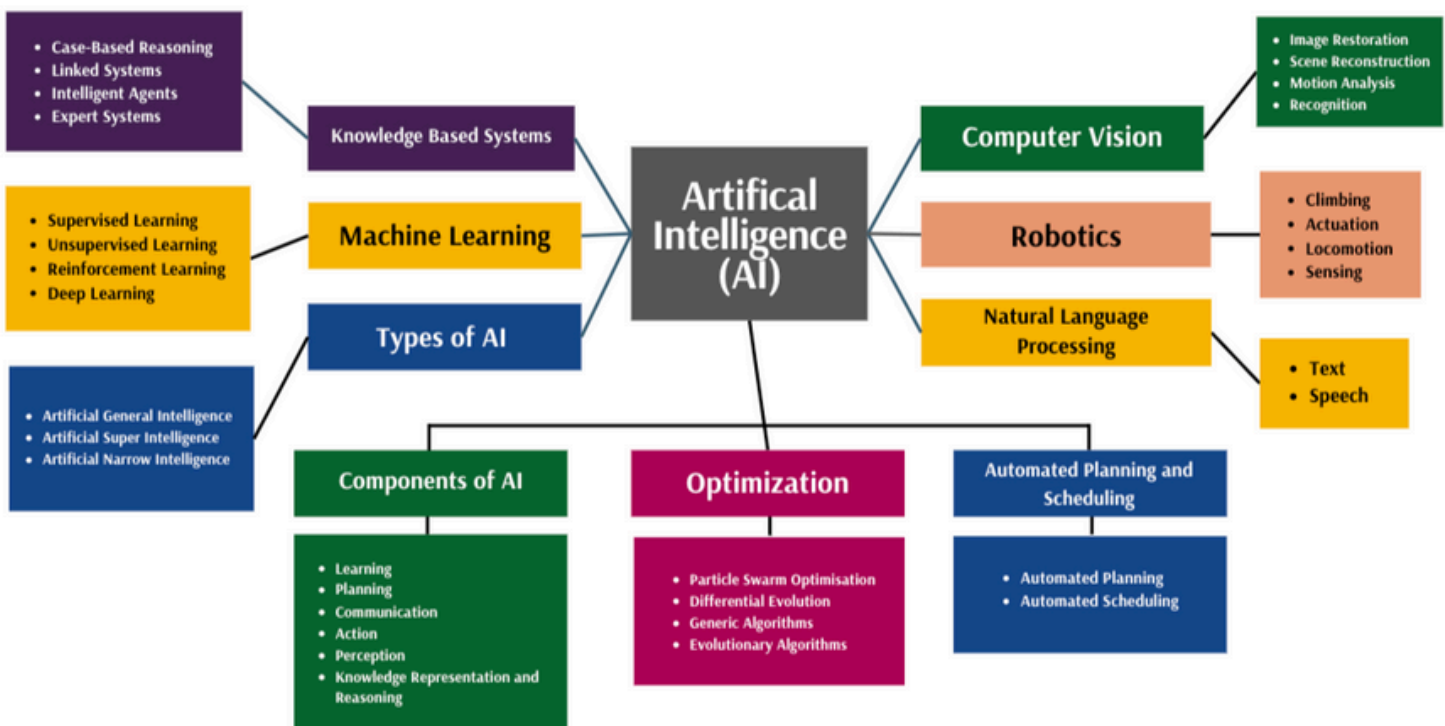 Case-Based Reasoning
Linked Systems
Intelligent Agents
Expert Systems
Knowledge Based Systems
Supervised Learning
Unsupervised Learning
Reinforcement Learning
Deep Learning
Machine Learning
Artificial General Intelligence
Artificial Super Intelligence
Artificial Narrow Intelligence
Types of AI
Artifical
Intelligence
(AI)
Computer Vision
Image Restoration
Scene Reconstruction
Motion Analysis
Recognition
Robotics
Climbing
Actuation
Locomotion
Sensing
Natural Language
Processing
Text
Speech
Components of AI
Learning
Planning
Communication
Action
Perception
Knowledge Representation and
Reasoning
Optimization
Particle Swarm Optimisation
Differential Evolution
Generic Algorithms
Evolutionary Algorithms
Automated Planning and
Scheduling
Automated Planning
Automated Scheduling